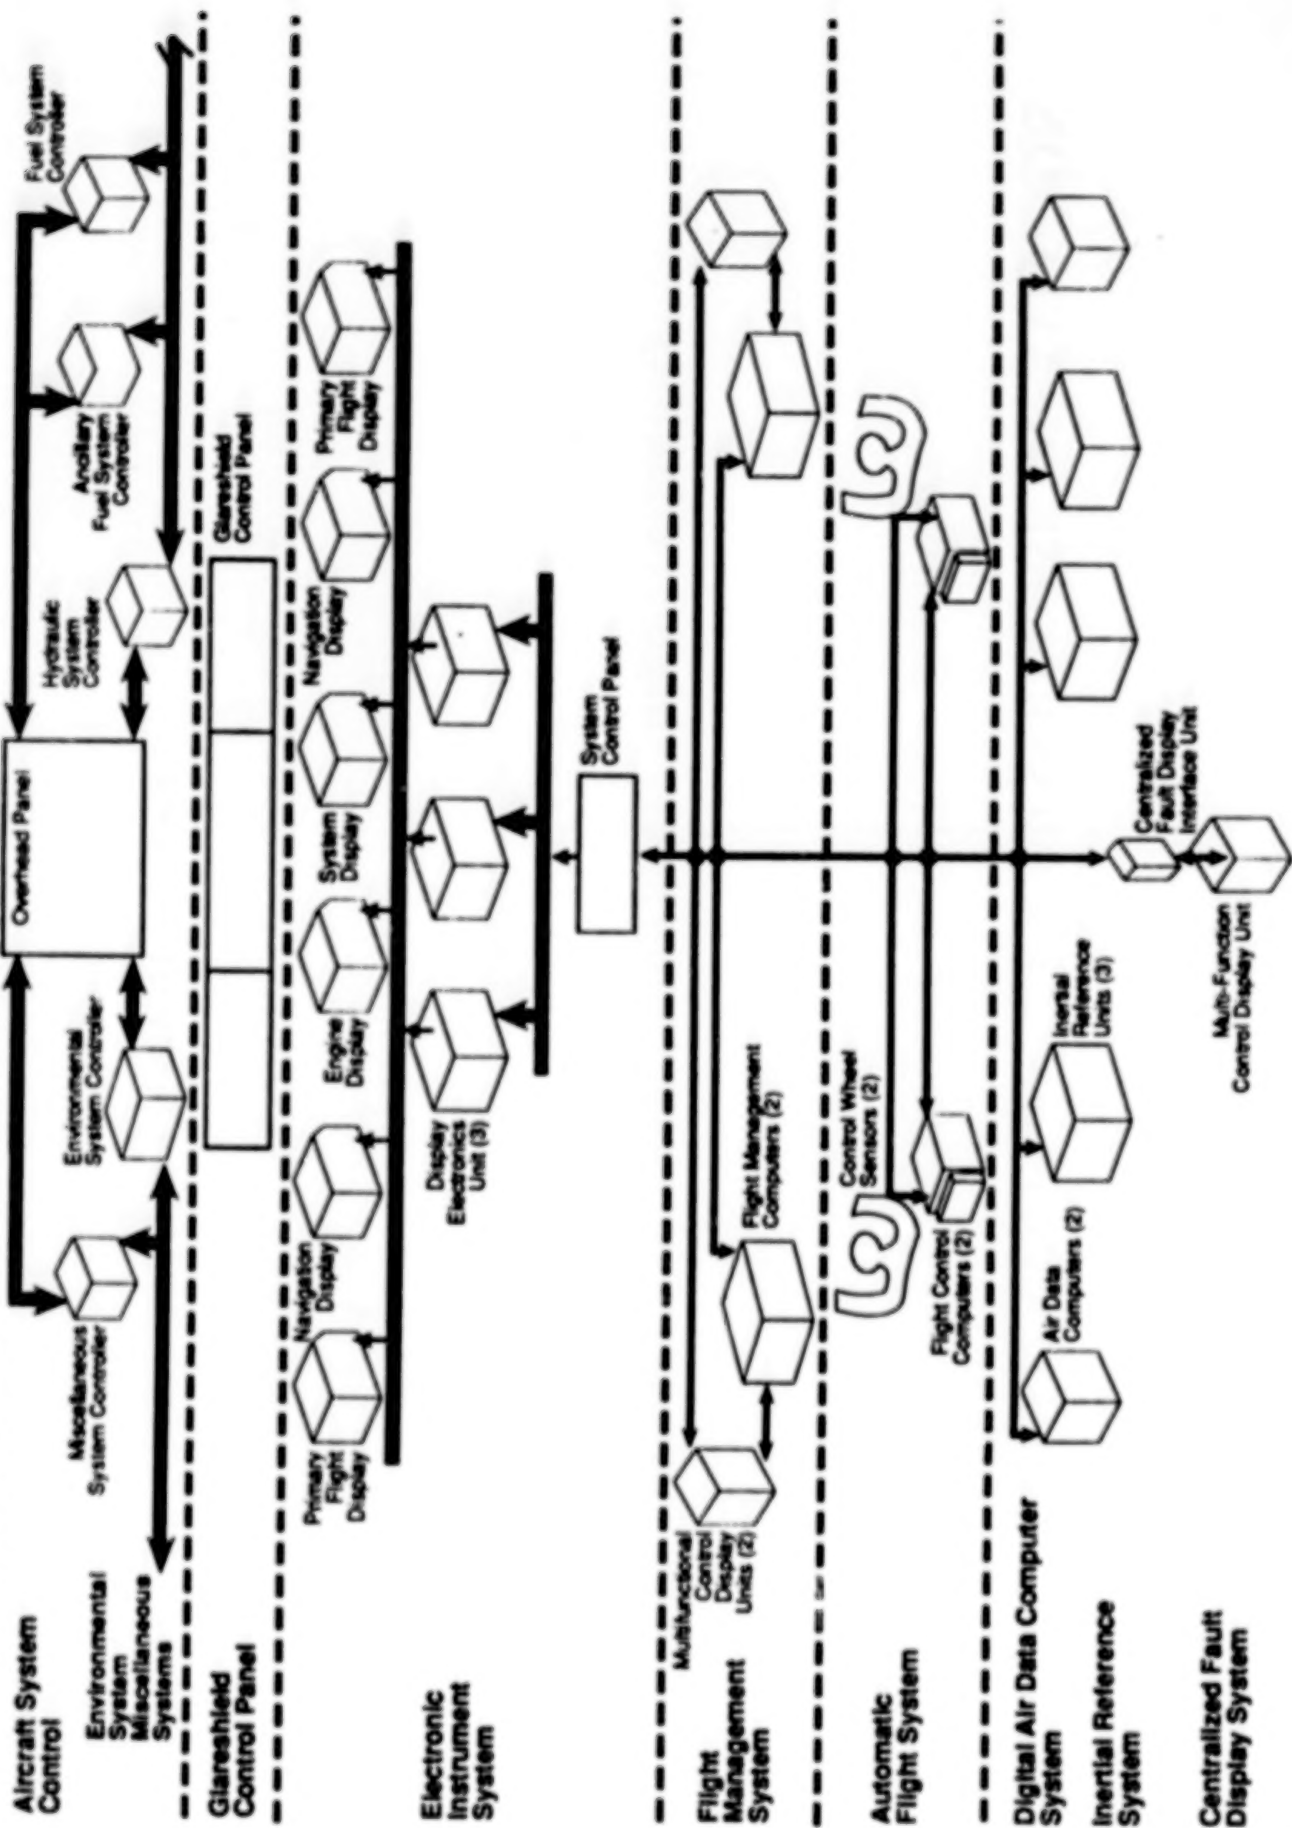 Aircraft System
Control
Environmental
System
Miscellaneous
Systems
Miscellaneous
System Controller
Environmental
System Controller
Overhead Panel
Hydraulic
System
Controller
Ancillary
Fuel System
Controller
Fuel System
Controller
Glareshield
Control Panel
Glareshield
Control Panel
Electronic
Instrument
System
Primary
Flight
Display
Navigation
Display
Engine
Display
System
Display
Navigation
Display
Primary
Flight
Display
Display
Electronics
Unit (3)
System
Control Panel
Flight
Management
System
Multifunctional
Control
Display
Units (2)
Flight Management
Computers (2)
Automatic
Flight System
Control Wheel
Sensors (2)
Flight Control
Computers (2)
Digital Air Data Computer
System
Inertial Reference
System
Air Data
Computers (2)
Inersal
Reference
Units (3)
Centralized Fault
Display System
Multi-Function
Control Display Unit
Centralized
Fault Display
Interface Unit